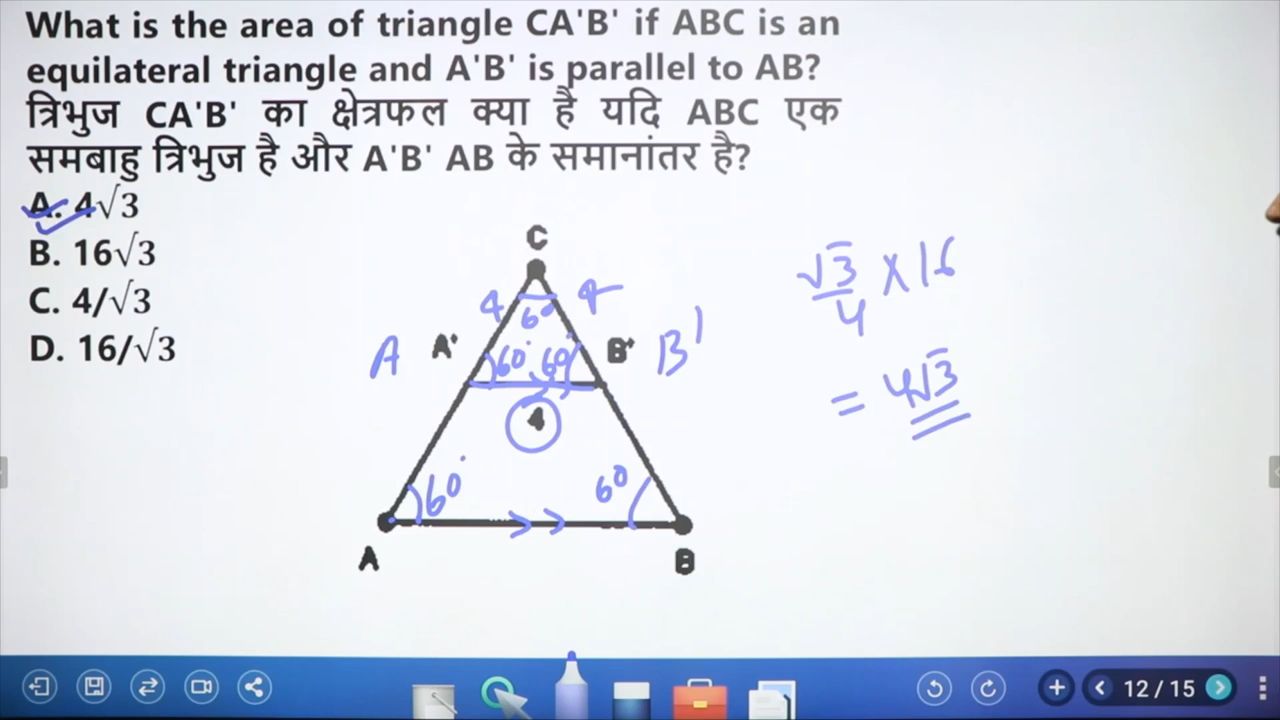 What is the area of triangle CA'B' if ABC is an
equilateral triangle and A'B' is parallel to AB?
त्रिभुज CA'B' का क्षेत्रफल क्या है यदि ABC एक
समबाहु त्रिभुज है और A'B' AB के समानांतर है?
A. 4√3
B. 16√3
C. 4/√3
D. 16/√3
C
4 4
60
A A' B' B'
60° 60°
4
60° 60
A B
√3/4 × 16
= 4√3
12 / 15